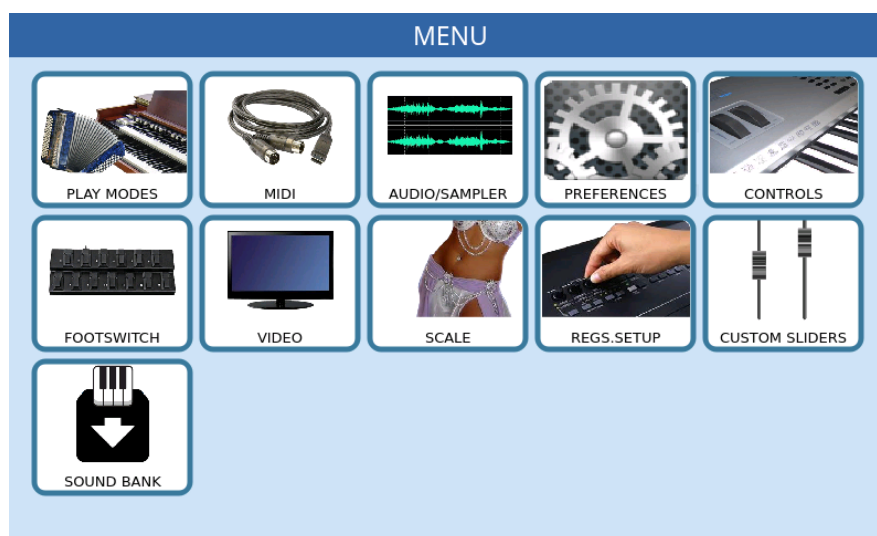 MENU
PLAY MODES
MIDI
AUDIO/SAMPLER
PREFERENCES
CONTROLS
FOOTSWITCH
VIDEO
SCALE
REGS.SETUP
CUSTOM SLIDERS
SOUND BANK